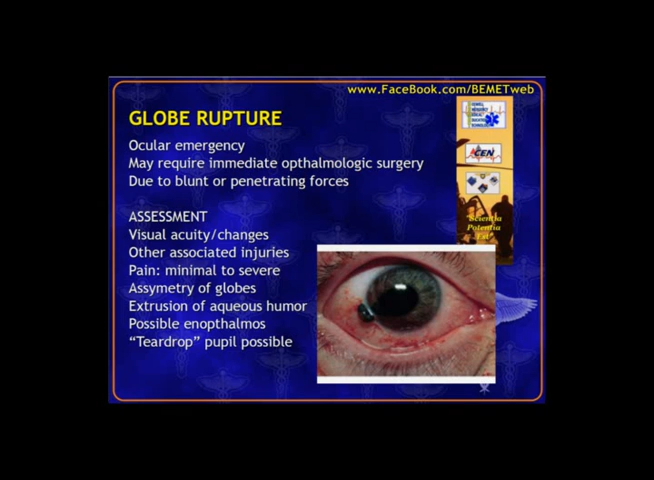 www.FaceBook.com/BEMETweb
GLOBE RUPTURE
Ocular emergency
May require immediate opthalmologic surgery
Due to blunt or penetrating forces
ASSESSMENT
Visual acuity/changes
Other associated injuries
Pain: minimal to severe
Assymetry of globes
Extrusion of aqueous humor
Possible enopthalmos
“Teardrop” pupil possible
CEN
"Scientia
Potentia
Est"